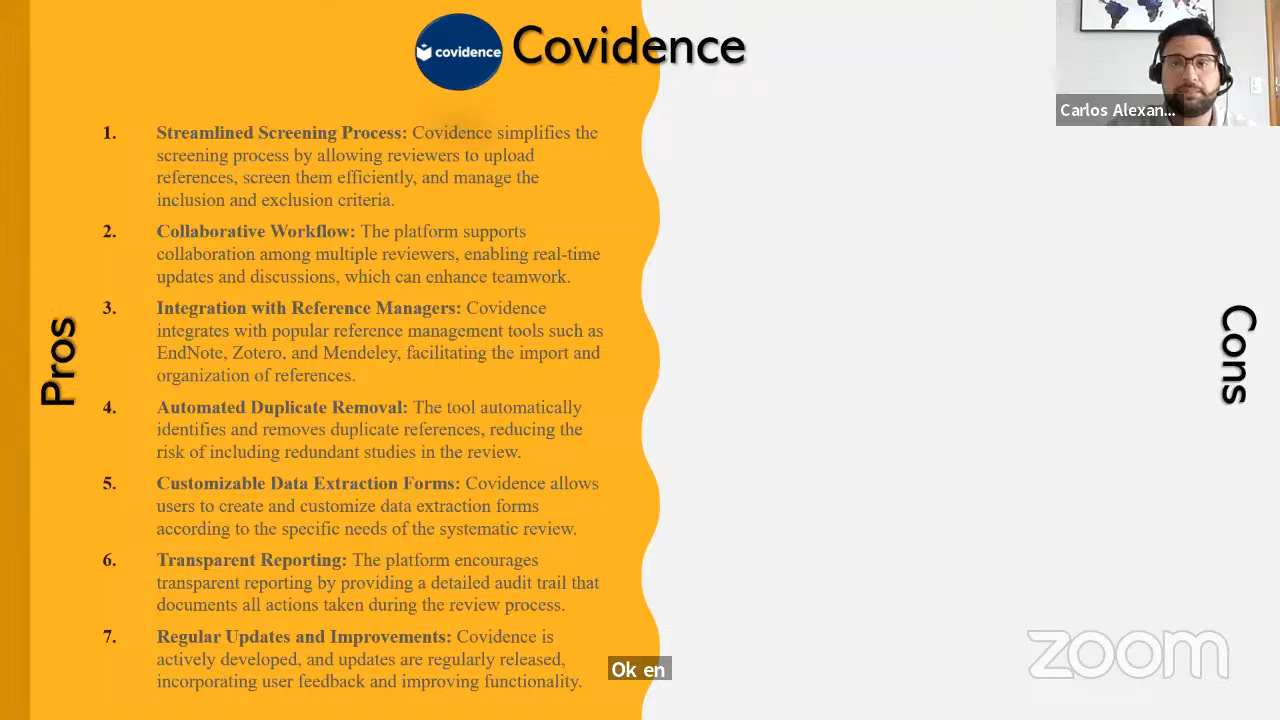 covidence
Covidence
Carlos Alexan...
Pros
1. Streamlined Screening Process: Covidence simplifies the
screening process by allowing reviewers to upload
references, screen them efficiently, and manage the
inclusion and exclusion criteria.
2. Collaborative Workflow: The platform supports
collaboration among multiple reviewers, enabling real-time
updates and discussions, which can enhance teamwork.
3. Integration with Reference Managers: Covidence
integrates with popular reference management tools such as
EndNote, Zotero, and Mendeley, facilitating the import and
organization of references.
4. Automated Duplicate Removal: The tool automatically
identifies and removes duplicate references, reducing the
risk of including redundant studies in the review.
5. Customizable Data Extraction Forms: Covidence allows
users to create and customize data extraction forms
according to the specific needs of the systematic review.
6. Transparent Reporting: The platform encourages
transparent reporting by providing a detailed audit trail that
documents all actions taken during the review process.
7. Regular Updates and Improvements: Covidence is
actively developed, and updates are regularly released,
incorporating user feedback and improving functionality.
Cons
Ok en
zoom